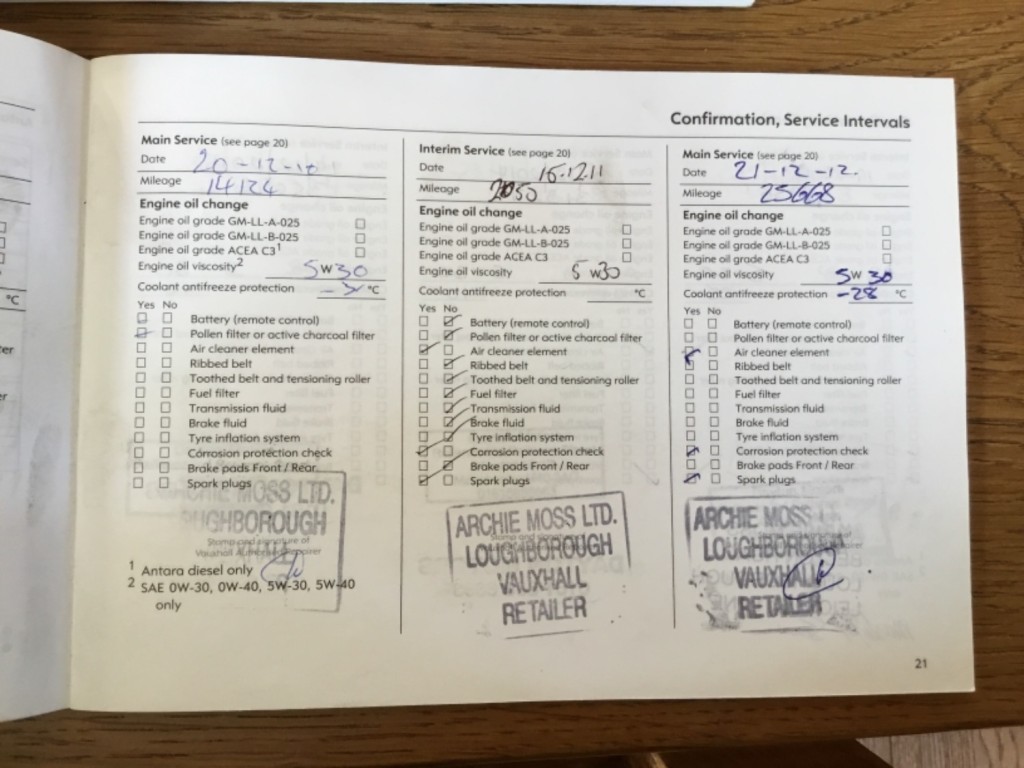 Confirmation, Service Intervals
Main Service (see page 20)
Date 20-12-10
Mileage 14124
Engine oil change
Engine oil grade GM-LL-A-025
Engine oil grade GM-LL-B-025
Engine oil grade ACEA C3¹
Engine oil viscosity² 5W30
Coolant antifreeze protection °C
Yes No
Battery (remote control)
Pollen filter or active charcoal filter
Air cleaner element
Ribbed belt
Toothed belt and tensioning roller
Fuel filter
Transmission fluid
Brake fluid
Tyre inflation system
Corrosion protection check
Brake pads Front / Rear
Spark plugs
ARCHIE MOSS LTD.
LOUGHBOROUGH
Stamp and signature of
Vauxhall Authorised Repairer
¹ Antara diesel only
² SAE 0W-30, 0W-40, 5W-30, 5W-40
only
Interim Service (see page 20)
Date 15.12.11
Mileage
Engine oil change
Engine oil grade GM-LL-A-025
Engine oil grade GM-LL-B-025
Engine oil grade ACEA C3
Engine oil viscosity 5W30
Coolant antifreeze protection °C
Yes No
Battery (remote control)
Pollen filter or active charcoal filter
Air cleaner element
Ribbed belt
Toothed belt and tensioning roller
Fuel filter
Transmission fluid
Brake fluid
Tyre inflation system
Corrosion protection check
Brake pads Front / Rear
Spark plugs
ARCHIE MOSS LTD.
LOUGHBOROUGH
VAUXHALL
RETAILER
Main Service (see page 20)
Date 21-12-12.
Mileage 25668
Engine oil change
Engine oil grade GM-LL-A-025
Engine oil grade GM-LL-B-025
Engine oil grade ACEA C3
Engine oil viscosity 5W30
Coolant antifreeze protection -28 °C
Yes No
Battery (remote control)
Pollen filter or active charcoal filter
Air cleaner element
Ribbed belt
Toothed belt and tensioning roller
Fuel filter
Transmission fluid
Brake fluid
Tyre inflation system
Corrosion protection check
Brake pads Front / Rear
Spark plugs
ARCHIE MOSS
LOUGHBOROUGH
VAUXHALL
RETAILER
21
°C